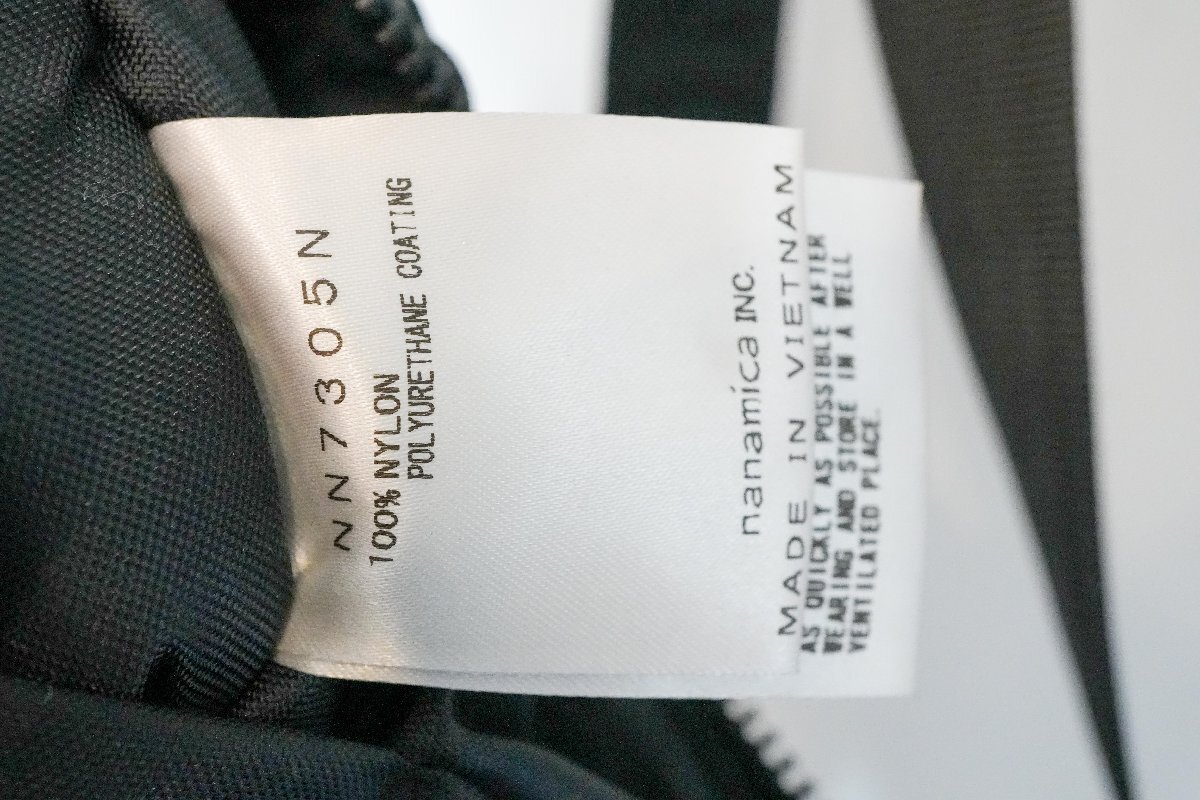 NN7305N
100% NYLON
POLYURETHANE COATING
nanamica INC.
MADE IN VIETNAM
AS QUICKLY AS POSSIBLE AFTER
WEARING AND STORE IN A WELL
VENTILATED PLACE.